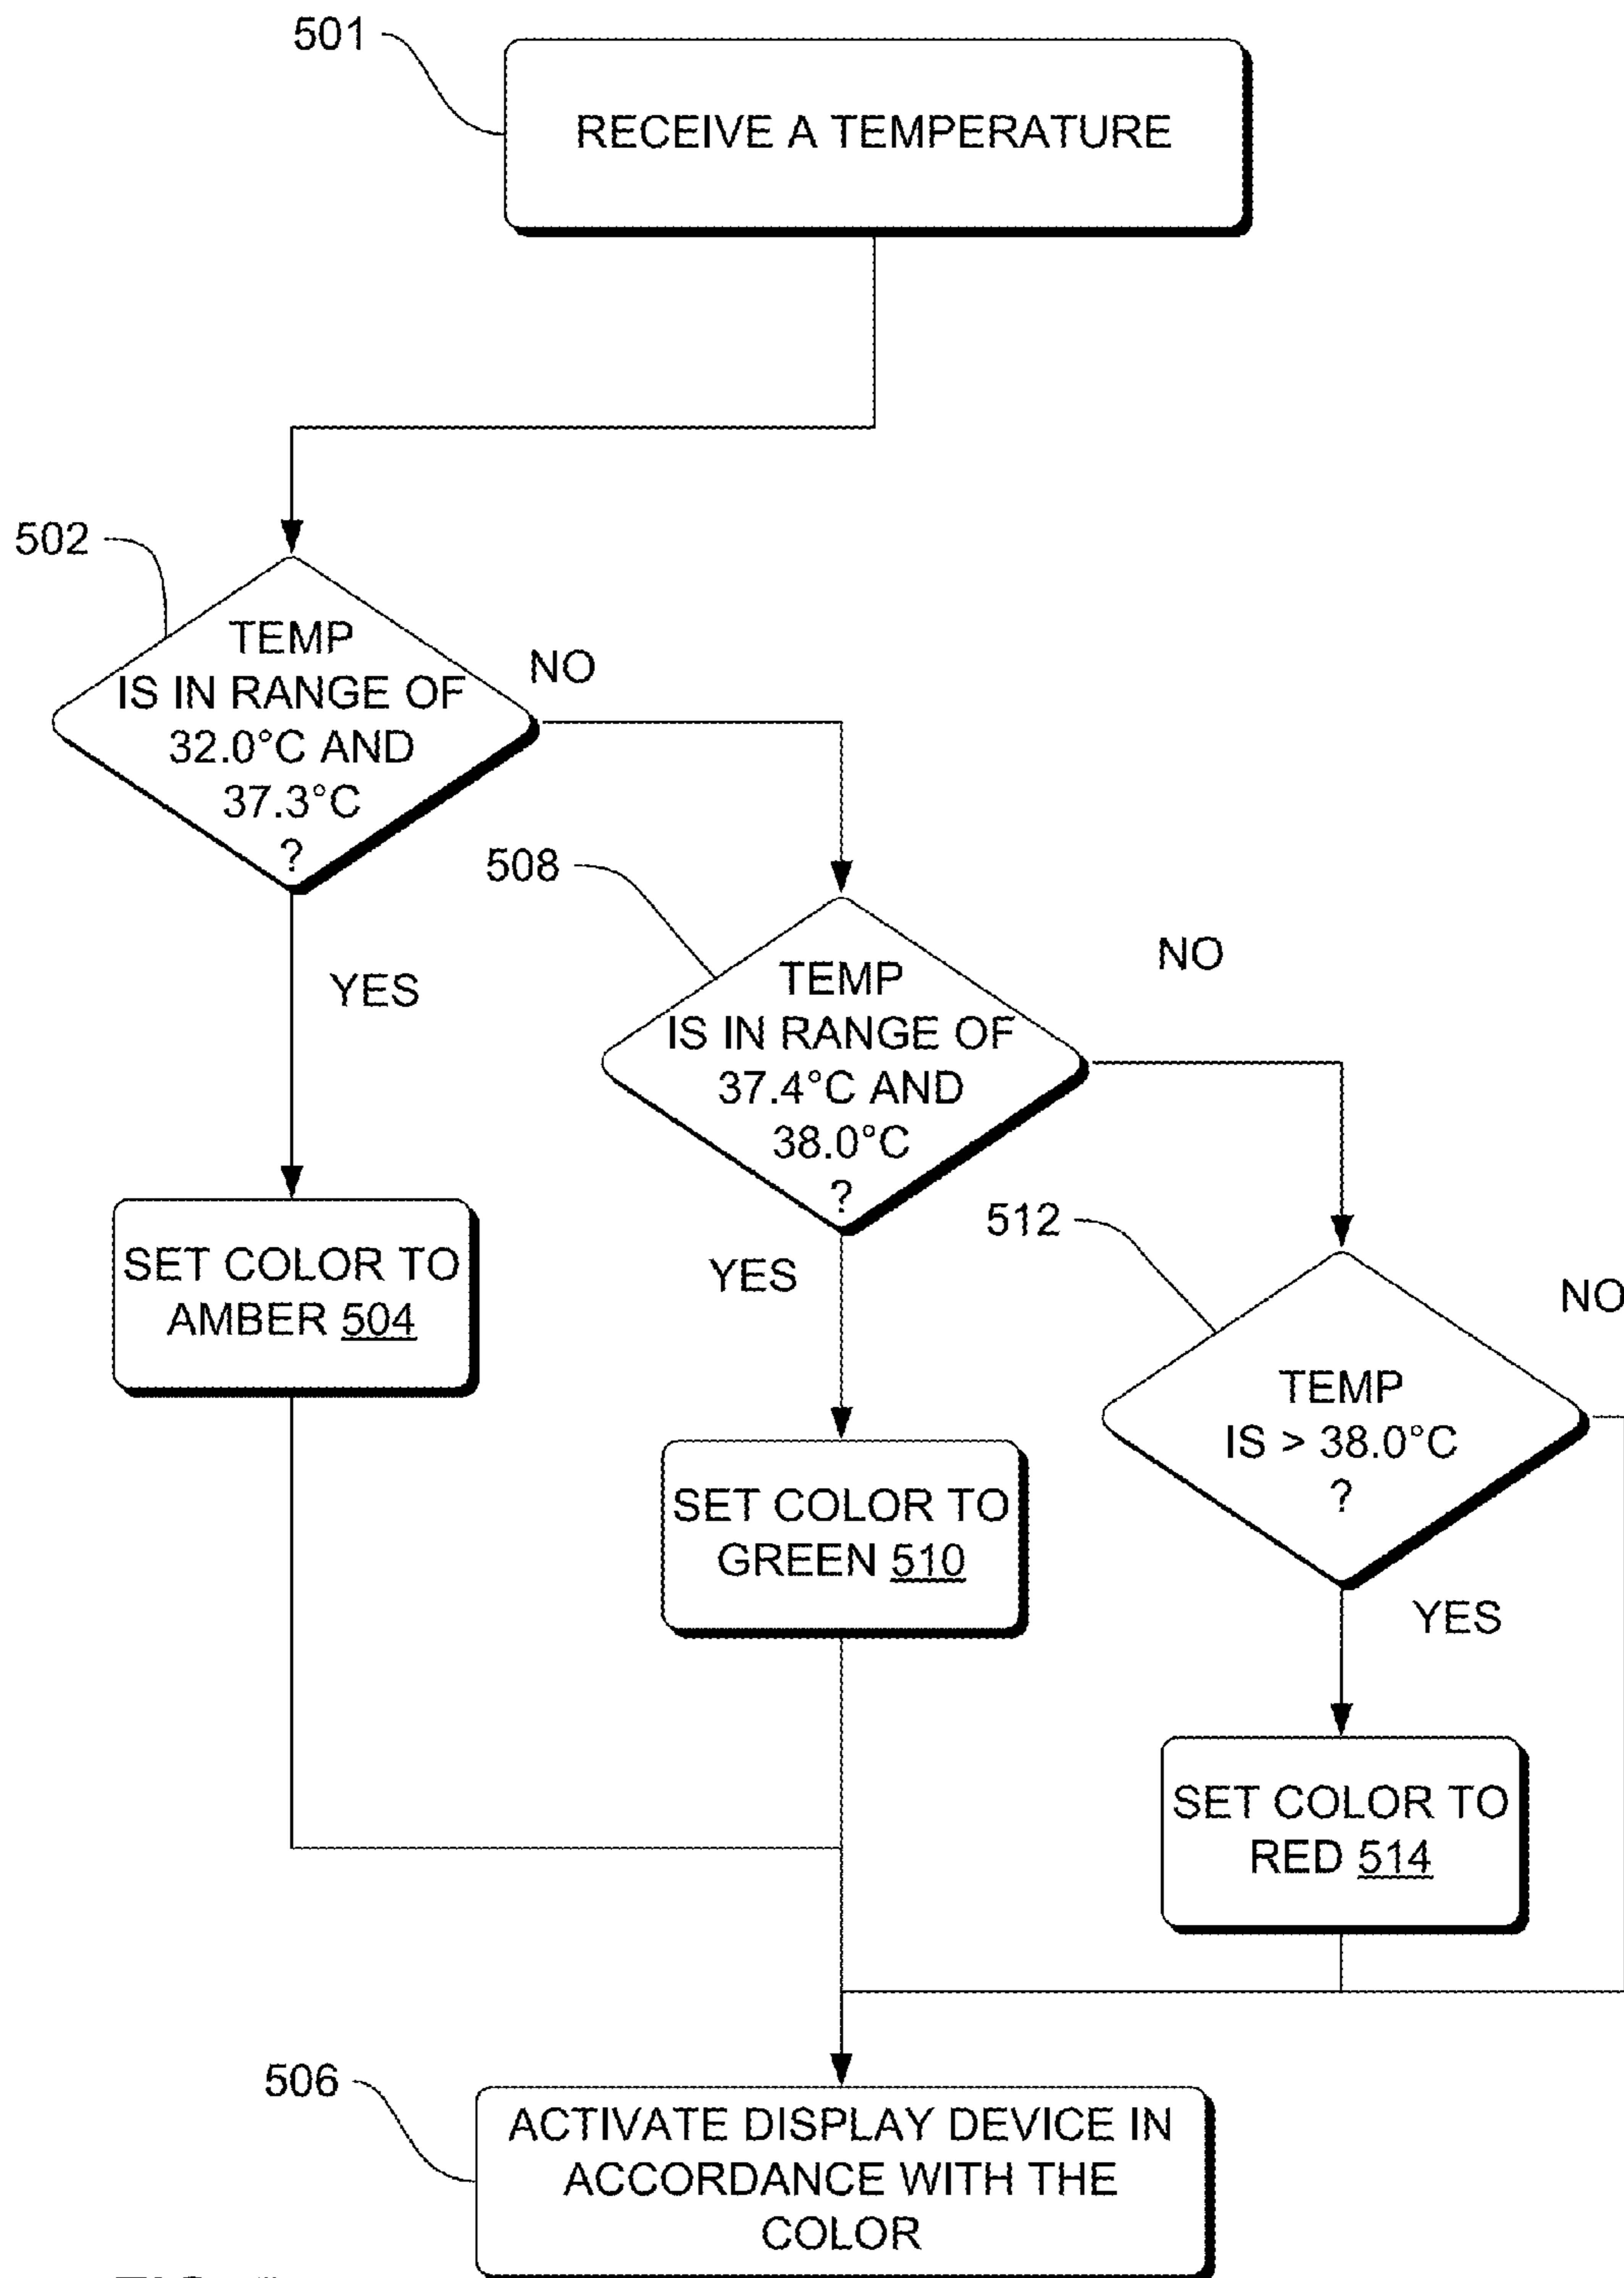 501
RECEIVE A TEMPERATURE
502
TEMP
IS IN RANGE OF
32.0°C AND
37.3°C
?
NO
YES
508
TEMP
IS IN RANGE OF
37.4°C AND
38.0°C
?
NO
YES
SET COLOR TO
AMBER 504
512
TEMP
IS > 38.0°C
?
NO
YES
SET COLOR TO
GREEN 510
SET COLOR TO
RED 514
506
ACTIVATE DISPLAY DEVICE IN
ACCORDANCE WITH THE
COLOR